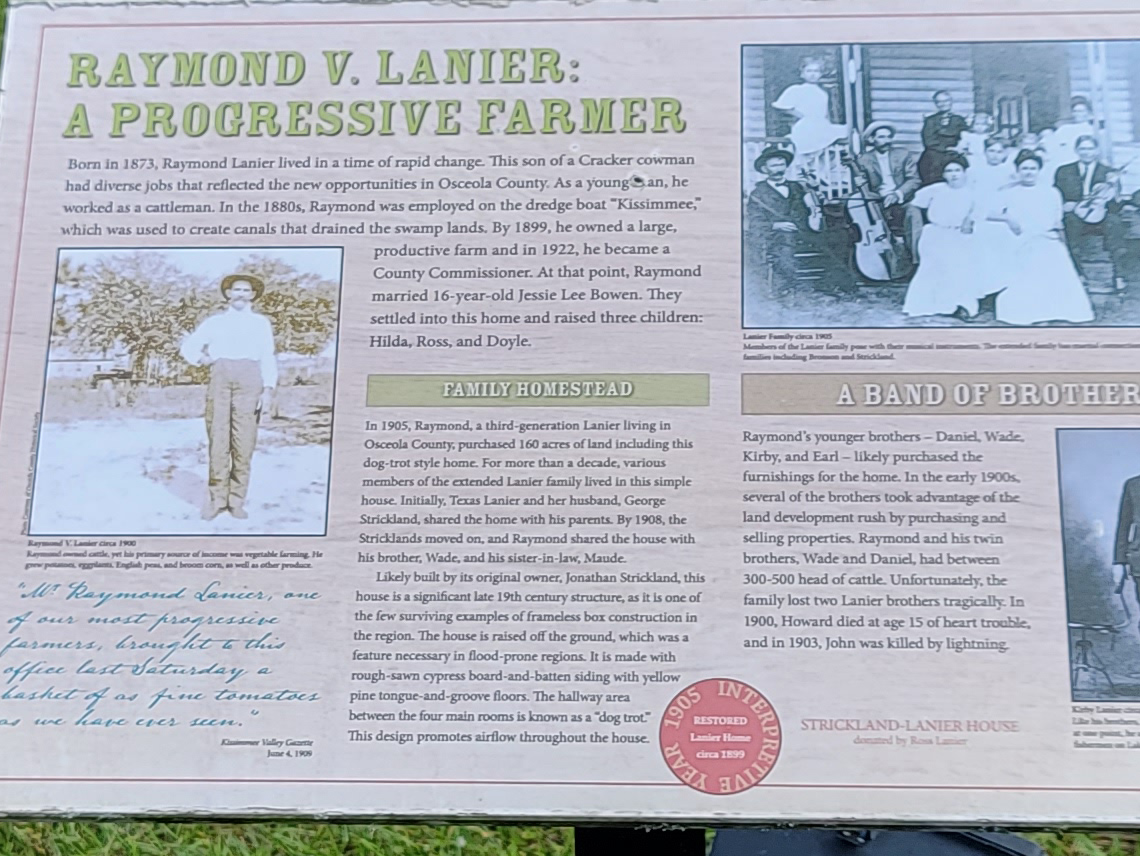 RAYMOND V. LANIER:
A PROGRESSIVE FARMER
Born in 1873, Raymond Lanier lived in a time of rapid change. This son of a Cracker cowman
had diverse jobs that reflected the new opportunities in Osceola County. As a young an, he
worked as a cattleman. In the 1880s, Raymond was employed on the dredge boat "Kissimmee,"
which was used to create canals that drained the swamp lands. By 1899, he owned a large,
productive farm and in 1922, he became a
County Commissioner. At that point, Raymond
married 16-year-old Jessie Lee Bowen. They
settled into this home and raised three children:
Hilda, Ross, and Doyle.
Raymond V. Lanier circa 1900
Raymond owned cattle, yet his primary source of income was vegetable farming. He
grew potatoes, eggplants, English peas, and broom corn, as well as other produce.
"Mr Raymond Lanier, one
of our most progressive
farmers, brought to this
office last Saturday a
basket of as fine tomatoes
as we have ever seen."
Kissimmee Valley Gazette
June 4, 1909
FAMILY HOMESTEAD
In 1905, Raymond, a third-generation Lanier living in
Osceola County, purchased 160 acres of land including this
dog-trot style home. For more than a decade, various
members of the extended Lanier family lived in this simple
house. Initially, Texas Lanier and her husband, George
Strickland, shared the home with his parents. By 1908, the
Stricklands moved on, and Raymond shared the house with
his brother, Wade, and his sister-in-law, Maude.
Likely built by its original owner, Jonathan Strickland, this
house is a significant late 19th century structure, as it is one of
the few surviving examples of frameless box construction in
the region. The house is raised off the ground, which was a
feature necessary in flood-prone regions. It is made with
rough-sawn cypress board-and-batten siding with yellow
pine tongue-and-groove floors. The hallway area
between the four main rooms is known as a "dog trot."
This design promotes airflow throughout the house.
1905 INTERPRETIVE YEAR
RESTORED
Lanier Home
circa 1899
Lanier Family circa 1905
Members of the Lanier family pose with their musical instruments. The extended family has
families including Bronson and Strickland.
A BAND OF BROTHER
Raymond's younger brothers – Daniel, Wade,
Kirby, and Earl – likely purchased the
furnishings for the home. In the early 1900s,
several of the brothers took advantage of the
land development rush by purchasing and
selling properties. Raymond and his twin
brothers, Wade and Daniel, had between
300-500 head of cattle. Unfortunately, the
family lost two Lanier brothers tragically. In
1900, Howard died at age 15 of heart trouble,
and in 1903, John was killed by lightning.
STRICKLAND-LANIER HOUSE
donated by Ross Lanier
Kirby Lanier
Like his brothers
at one point, he